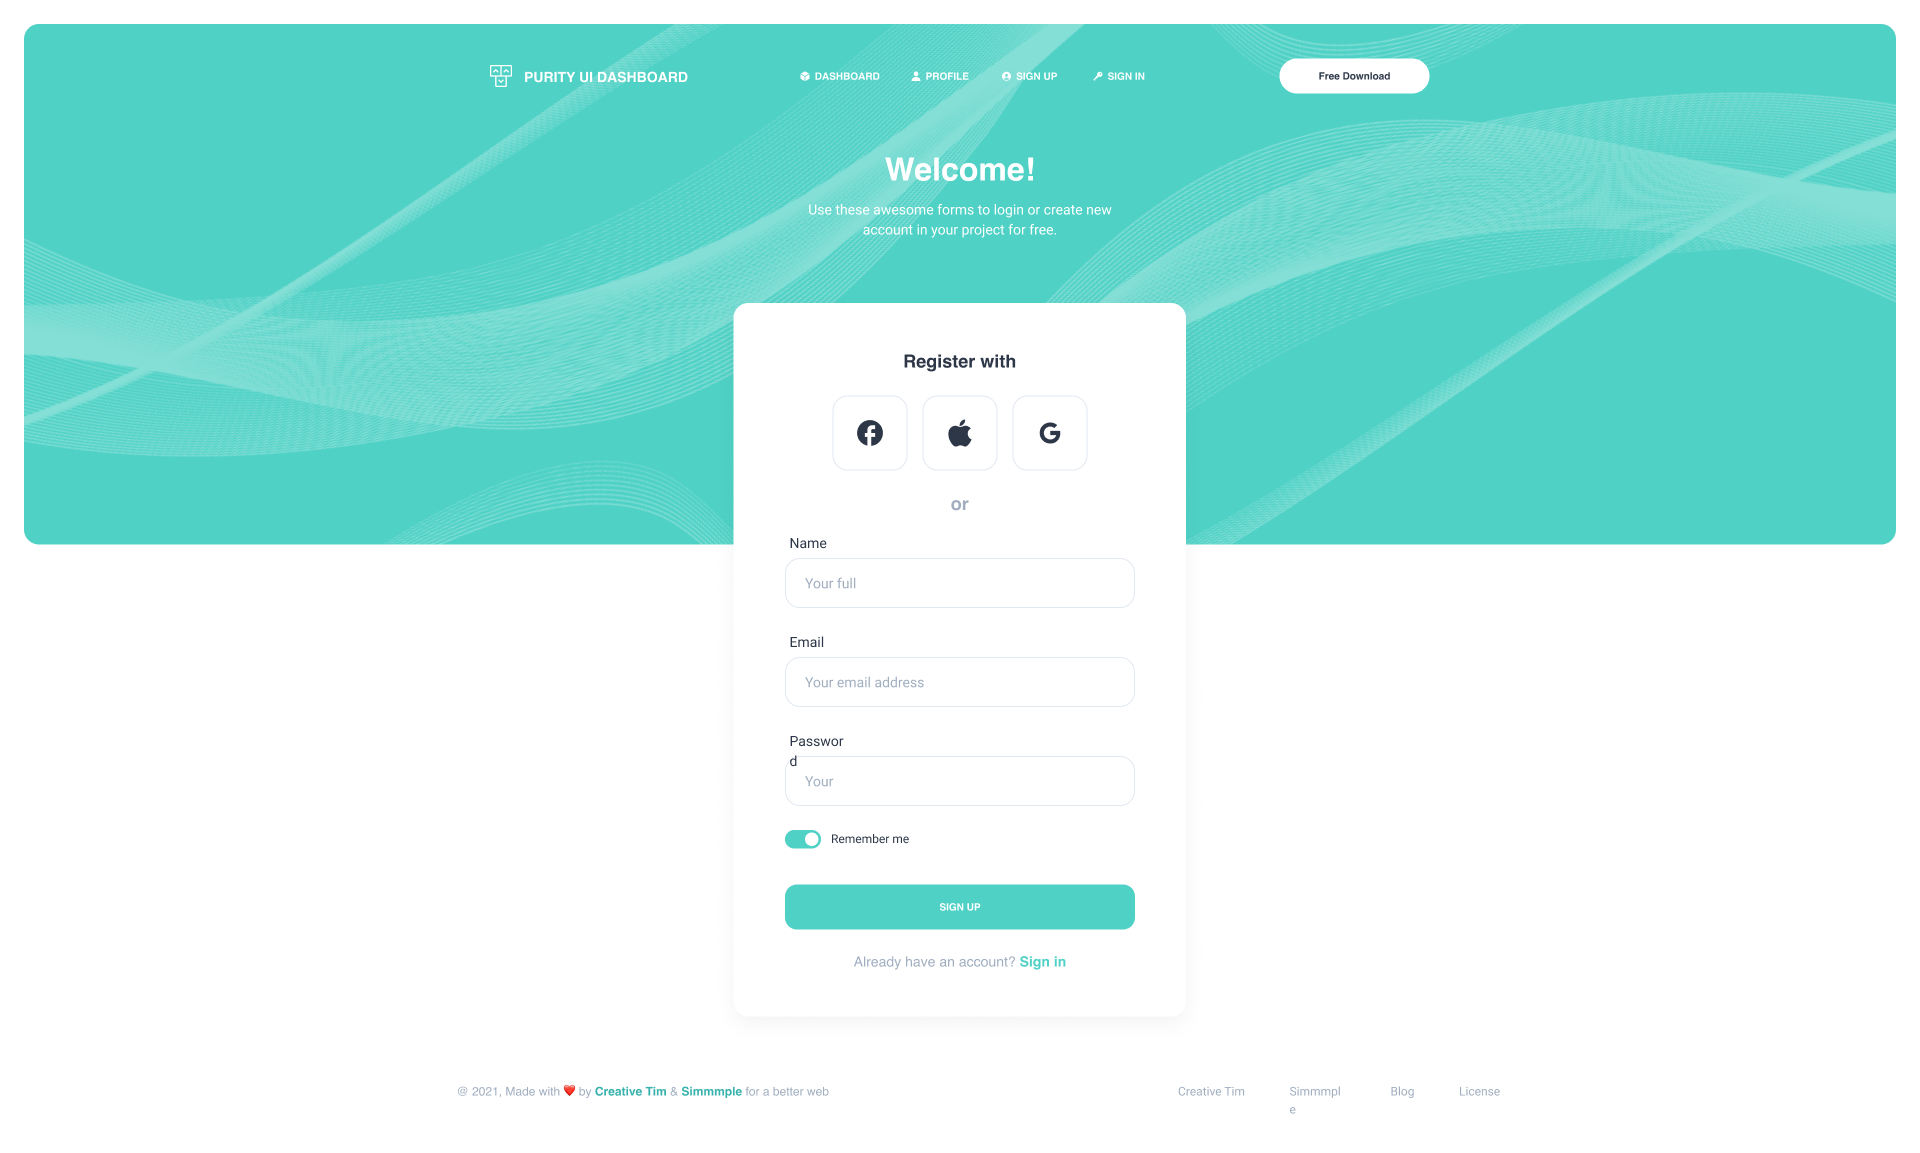 PURITY UI DASHBOARD
DASHBOARD
PROFILE
SIGN UP
SIGN IN
Free Download
Welcome!
Use these awesome forms to login or create new
account in your project for free.
Register with
or
Name
Your full
Email
Your email address
Passwor
d
Your
Remember me
SIGN UP
Already have an account? Sign in
@ 2021, Made with ❤️ by Creative Tim & Simmmple for a better web
Creative Tim
Simmmpl
e
Blog
License